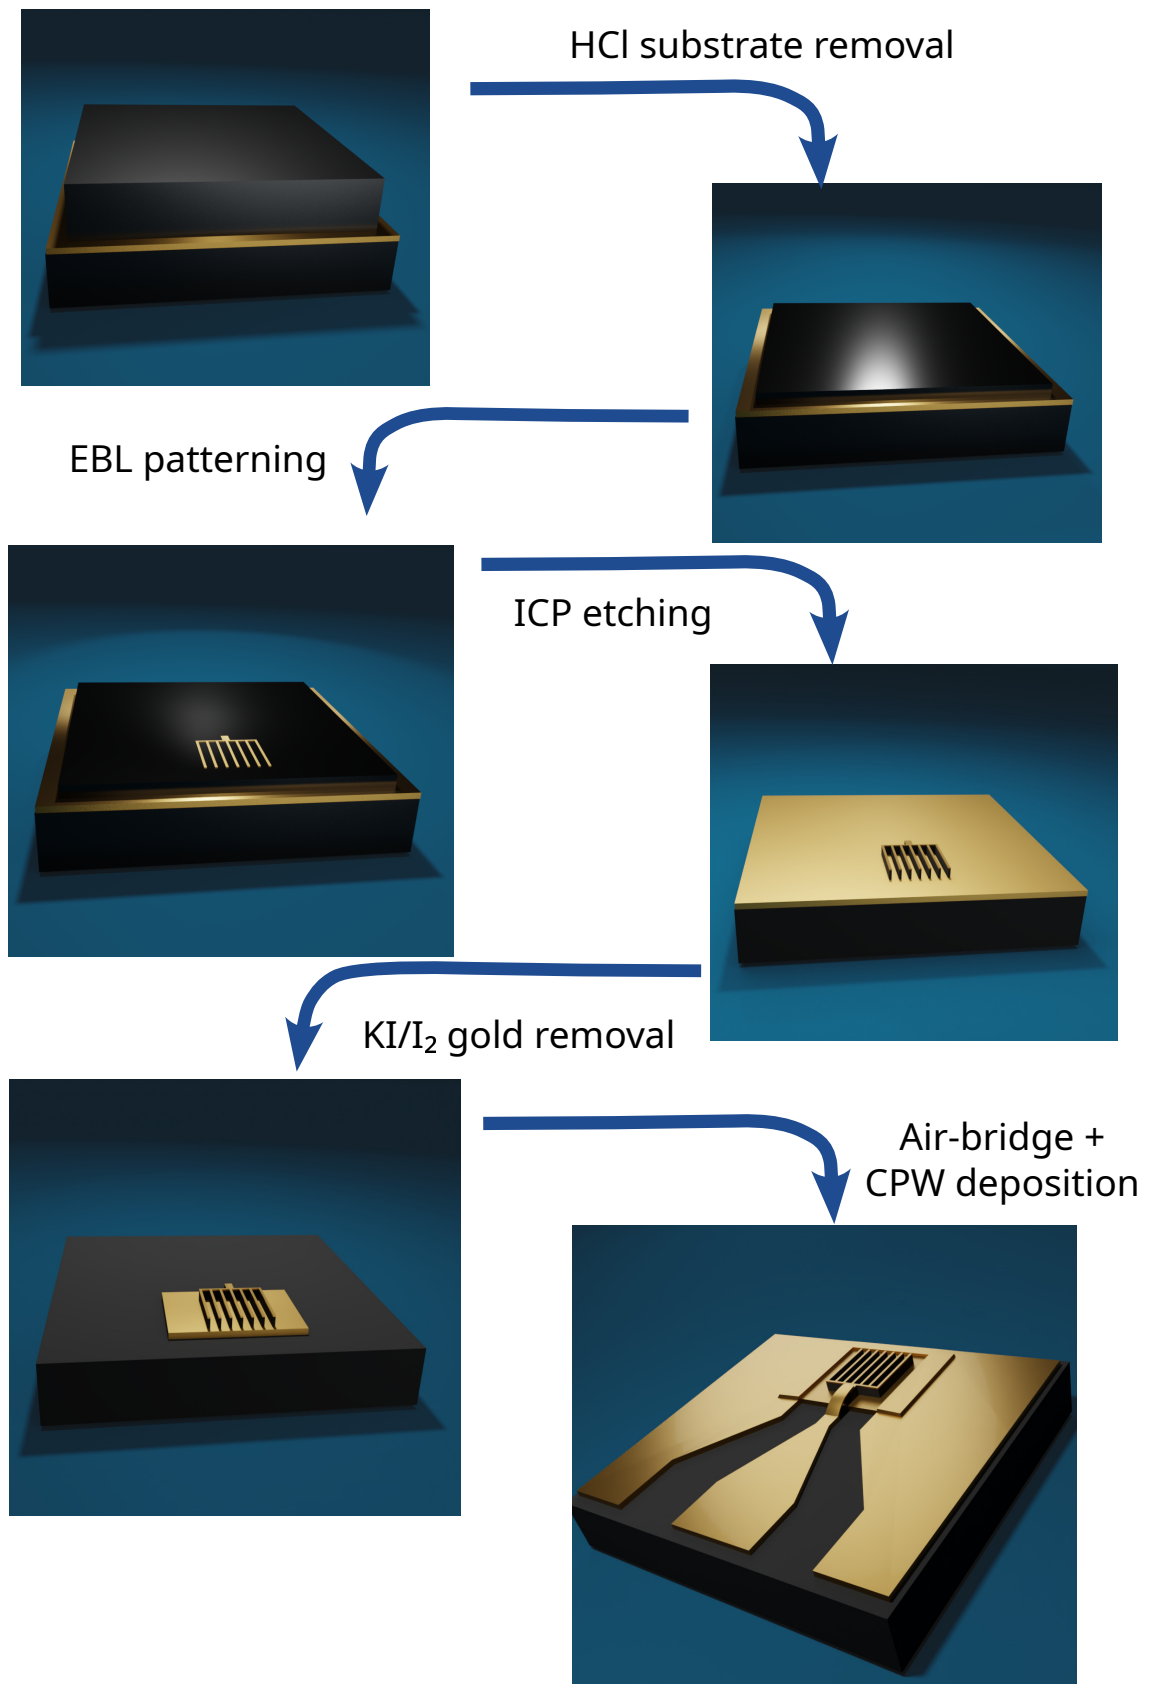 HCl substrate removal
EBL patterning
ICP etching
KI/I₂ gold removal
Air-bridge +
CPW deposition